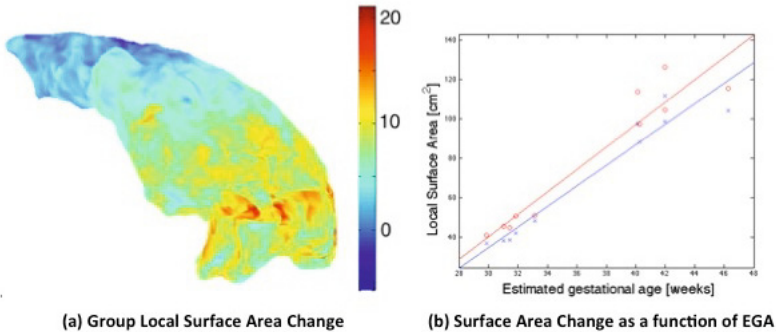 20
10
0
Local Surface Area [cm²]
140
120
100
80
60
40
28 30 32 34 36 38 40 42 44 46 48
Estimated gestational age [weeks]
(a) Group Local Surface Area Change
(b) Surface Area Change as a function of EGA